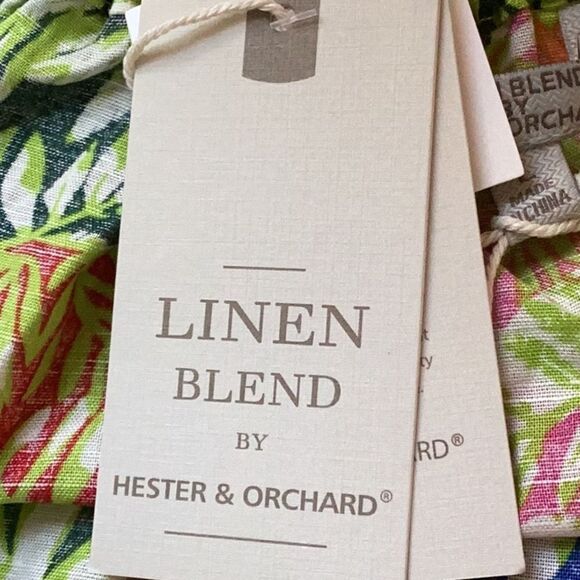 LINEN
BLEND
BY
HESTER & ORCHARD®
RD®
BLEND
BY
ORCHA
MADE
CHINA